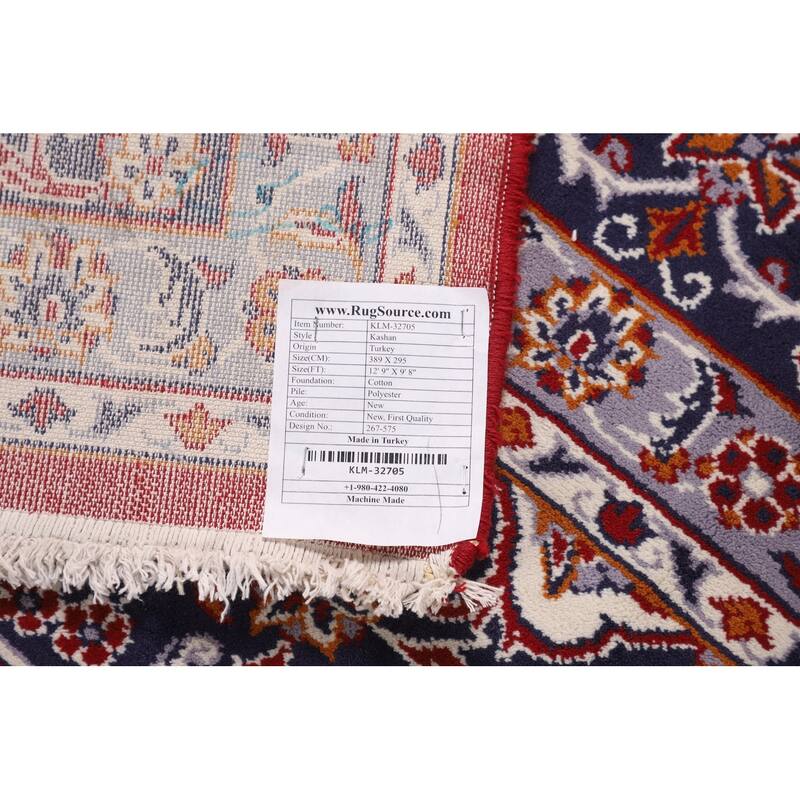 www.RugSource.com
Item Number: KLM-32705
Style Kashan
Origin Turkey
Size(CM): 389 X 295
Size(FT): 12' 9" X 9' 8"
Foundation: Cotton
Pile: Polyester
Age: New
Condition: New, First Quality
Design No.: 267-575
Made in Turkey
KLM-32705
+1-980-422-4080
Machine Made